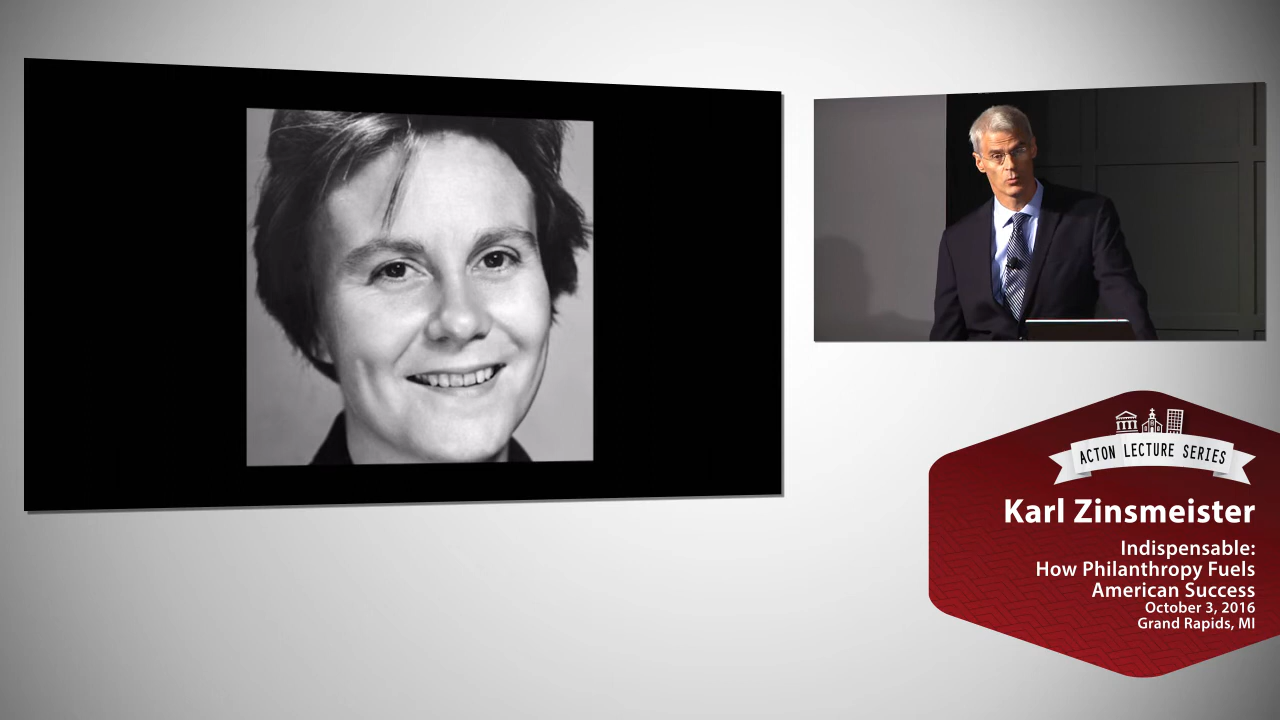 ACTON LECTURE SERIES
Karl Zinsmeister
Indispensable:
How Philanthropy Fuels
American Success
October 3, 2016
Grand Rapids, MI